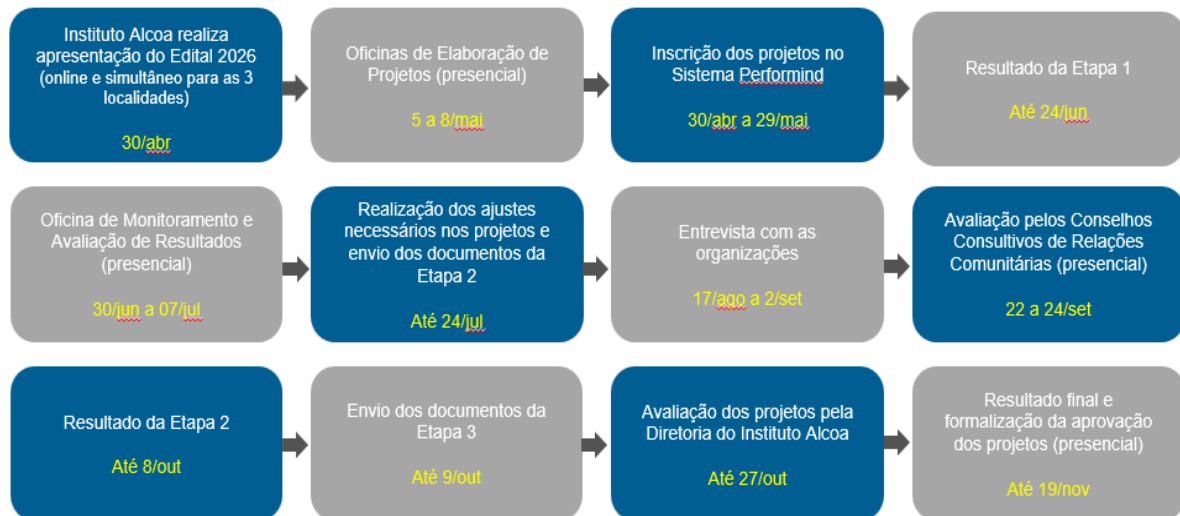 Instituto Alcoa realiza
apresentação do Edital 2026
(online e simultâneo para as 3
localidades)
30/abr
Oficinas de Elaboração de
Projetos (presencial)
5 a 8/mai
Inscrição dos projetos no
Sistema Performind
30/abr a 29/mai
Resultado da Etapa 1
Até 24/jun
Oficina de Monitoramento e
Avaliação de Resultados
(presencial)
30/jun a 07/jul
Realização dos ajustes
necessários nos projetos e
envio dos documentos da
Etapa 2
Até 24/jul
Entrevista com as
organizações
17/ago a 2/set
Avaliação pelos Conselhos
Consultivos de Relações
Comunitárias (presencial)
22 a 24/set
Resultado da Etapa 2
Até 8/out
Envio dos documentos da
Etapa 3
Até 9/out
Avaliação dos projetos pela
Diretoria do Instituto Alcoa
Até 27/out
Resultado final e
formalização da aprovação
dos projetos (presencial)
Até 19/nov